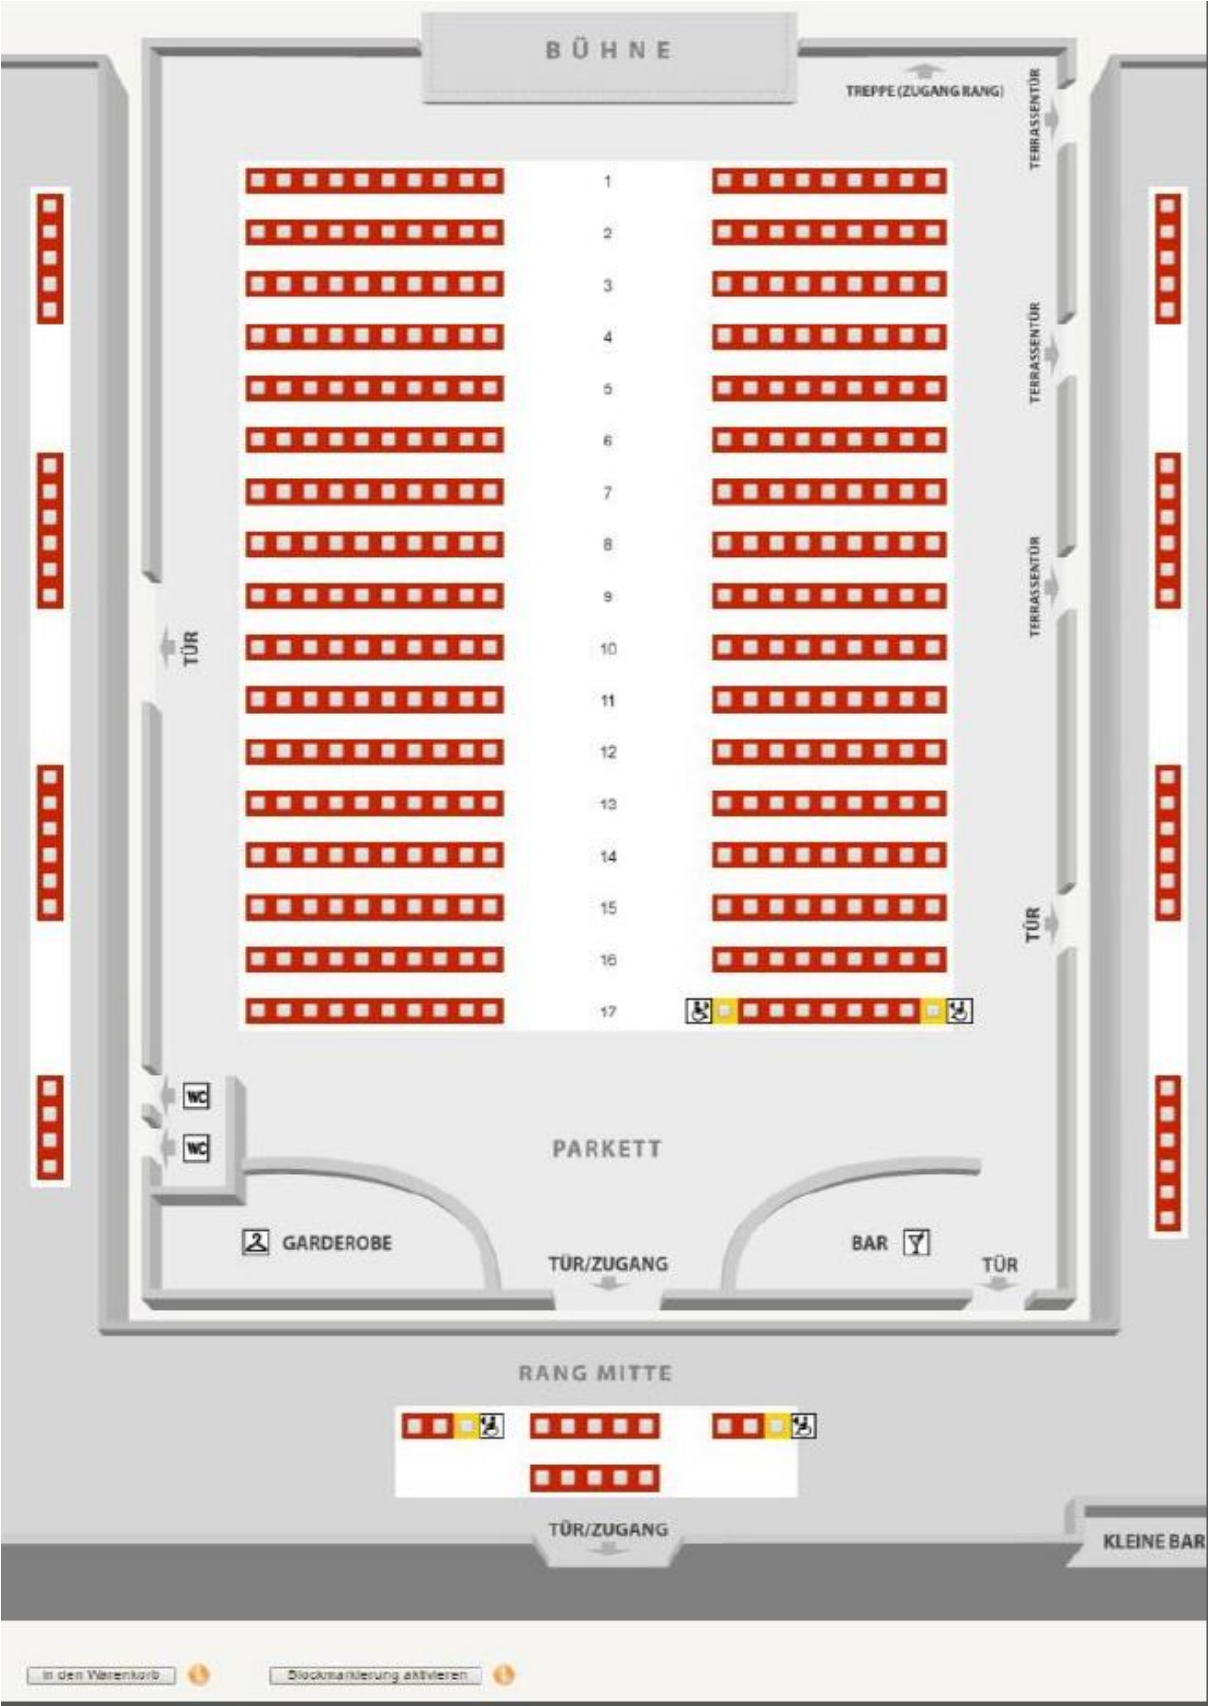 BÜHNE
TREPPE (ZUGANG RANG)
TERRASSENTÜR
1
2
3
4
TERRASSENTÜR
5
6
7
8
9
TERRASSENTÜR
TÜR
10
11
12
13
14
15
TÜR
16
17
WC
WC
PARKETT
GARDEROBE
BAR
TÜR/ZUGANG
TÜR
RANG MITTE
TÜR/ZUGANG
KLEINE BAR
In den Warenkorb
Blockmarkierung aktivieren